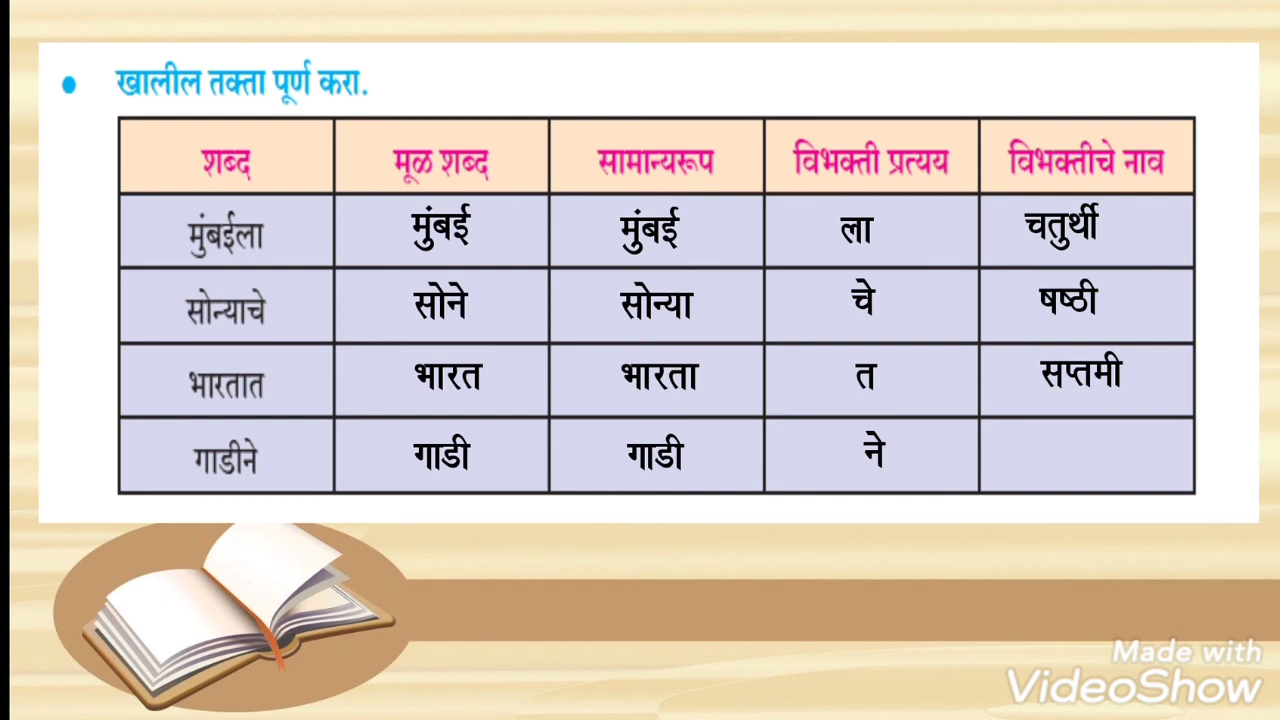 • खालील तक्ता पूर्ण करा.
शब्द मूळ शब्द सामान्यरूप विभक्ती प्रत्यय विभक्तीचे नाव
मुंबईला मुंबई मुंबई ला चतुर्थी
सोन्याचे सोने सोन्या चे षष्ठी
भारतात भारत भारता त सप्तमी
गाडीने गाडी गाडी ने
Made with
VideoShow